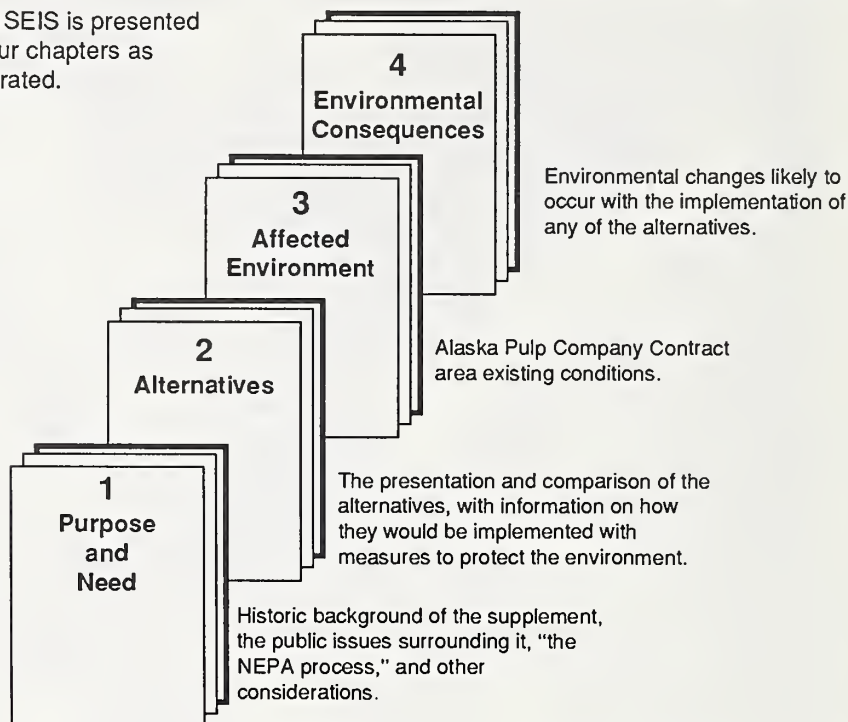 SEIS is presented
ur chapters as
rated.
4
Environmental
Consequences
Environmental changes likely to
occur with the implementation of
any of the alternatives.
3
Affected
Environment
Alaska Pulp Company Contract
area existing conditions.
2
Alternatives
The presentation and comparison of the
alternatives, with information on how
they would be implemented with
measures to protect the environment.
1
Purpose
and
Need
Historic background of the supplement,
the public issues surrounding it, "the
NEPA process," and other
considerations.